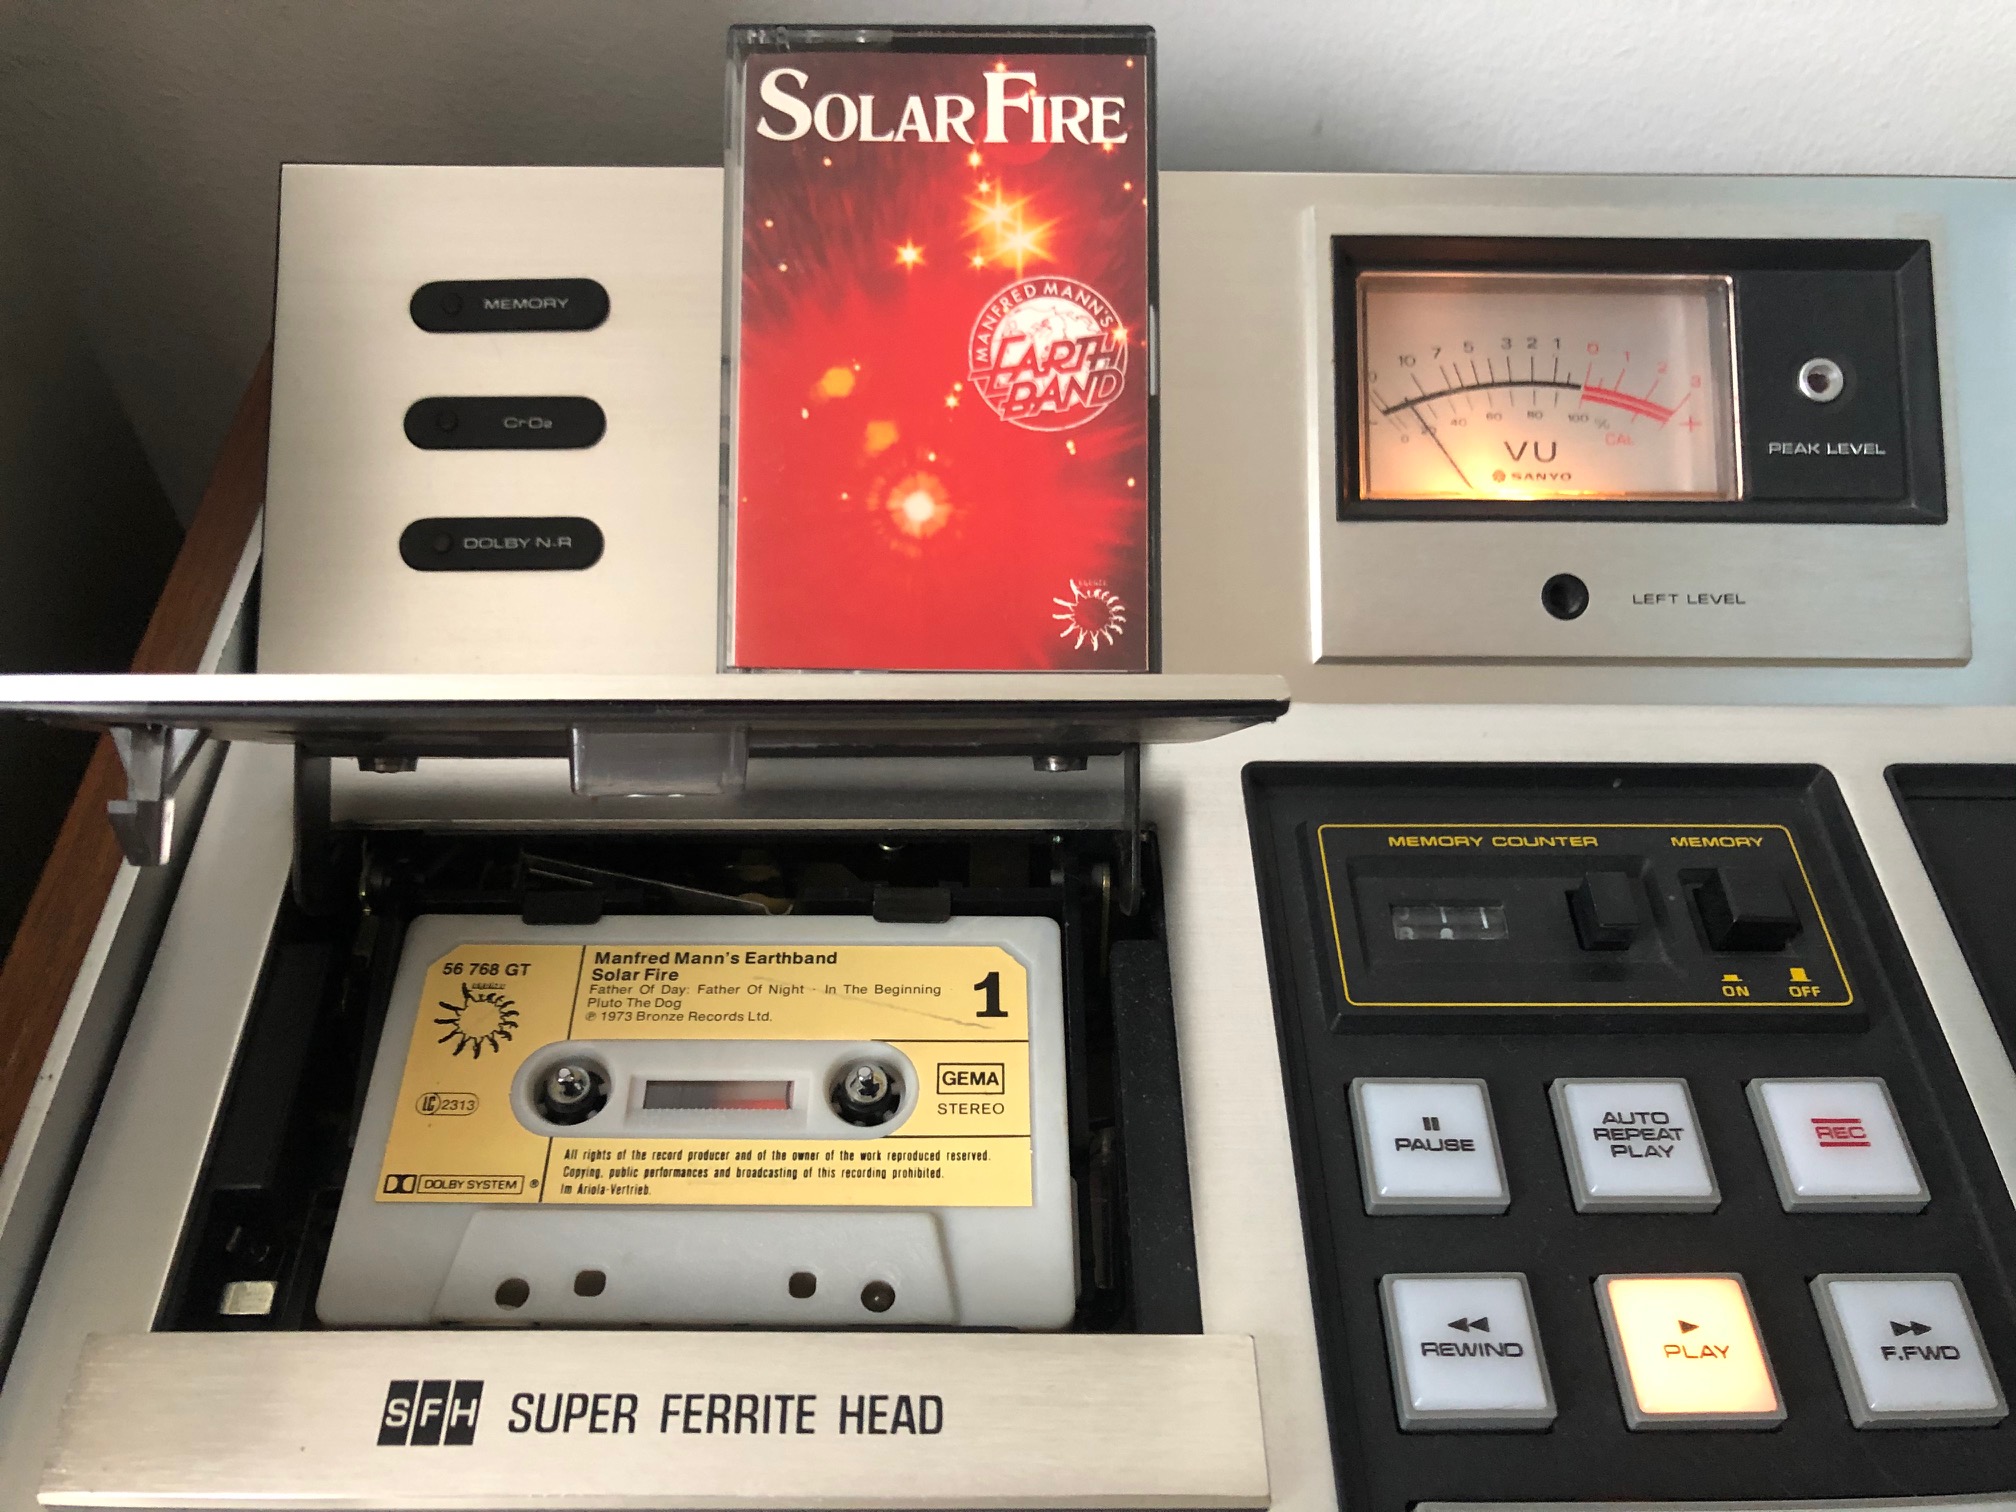 SOLAR FIRE
MANFRED MANN'S
EARTH
BAND
BRONZE
MEMORY
CrO2
DOLBY N.R
10 7 5 3 2 1 0 1 2 3
0 20 40 60 80 100 %
CAL
+
VU
SANYO
PEAK LEVEL
LEFT LEVEL
56 768 GT
BRONZE
Manfred Mann's Earthband
Solar Fire
Father Of Day: Father Of Night - In The Beginning
Pluto The Dog
℗ 1973 Bronze Records Ltd.
1
LC 2313
GEMA
STEREO
DOLBY SYSTEM ®
All rights of the record producer and of the owner of the work reproduced reserved.
Copying, public performances and broadcasting of this recording prohibited.
Im Ariola-Vertrieb.
SFH SUPER FERRITE HEAD
MEMORY COUNTER MEMORY
ON OFF
PAUSE
AUTO
REPEAT
PLAY
REC
REWIND
PLAY
F.FWD